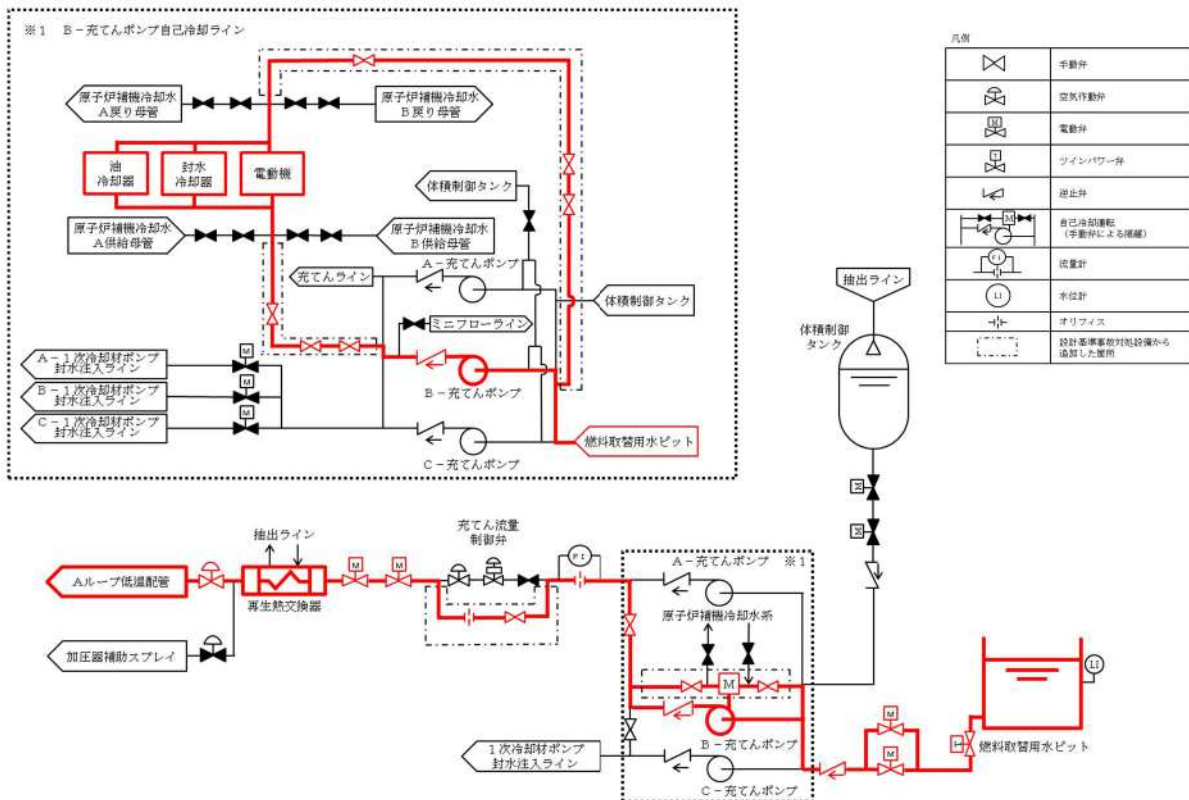 ※1 B-充てんポンプ自己冷却ライン
原子炉補機冷却水
A戻り母管
原子炉補機冷却水
B戻り母管
油
冷却器
封水
冷却器
電動機
体積制御タンク
原子炉補機冷却水
A供給母管
原子炉補機冷却水
B供給母管
充てんライン
A-充てんポンプ
体積制御タンク
ミニフローライン
A-1次冷却材ポンプ
封水注入ライン
M
B-1次冷却材ポンプ
封水注入ライン
M
B-充てんポンプ
C-1次冷却材ポンプ
封水注入ライン
M
燃料取替用水ピット
C-充てんポンプ
凡例
手動弁
空気作動弁
M
電動弁
T
ツインパワー弁
逆止弁
M
自己冷却運転
(手動弁による隔離)
FI
流量計
LI
水位計
オリフィス
設計基準事故対処設備から
追加した箇所
抽出ライン
体積制御
タンク
M
M
抽出ライン
充てん流量
制御弁
FI
A-充てんポンプ
※1
Aループ低温配管
M
M
再生熱交換器
原子炉補機冷却水系
加圧器補助スプレイ
M
LI
B-充てんポンプ
M
M
T
燃料取替用水ピット
1次冷却材ポンプ
封水注入ライン
C-充てんポンプ